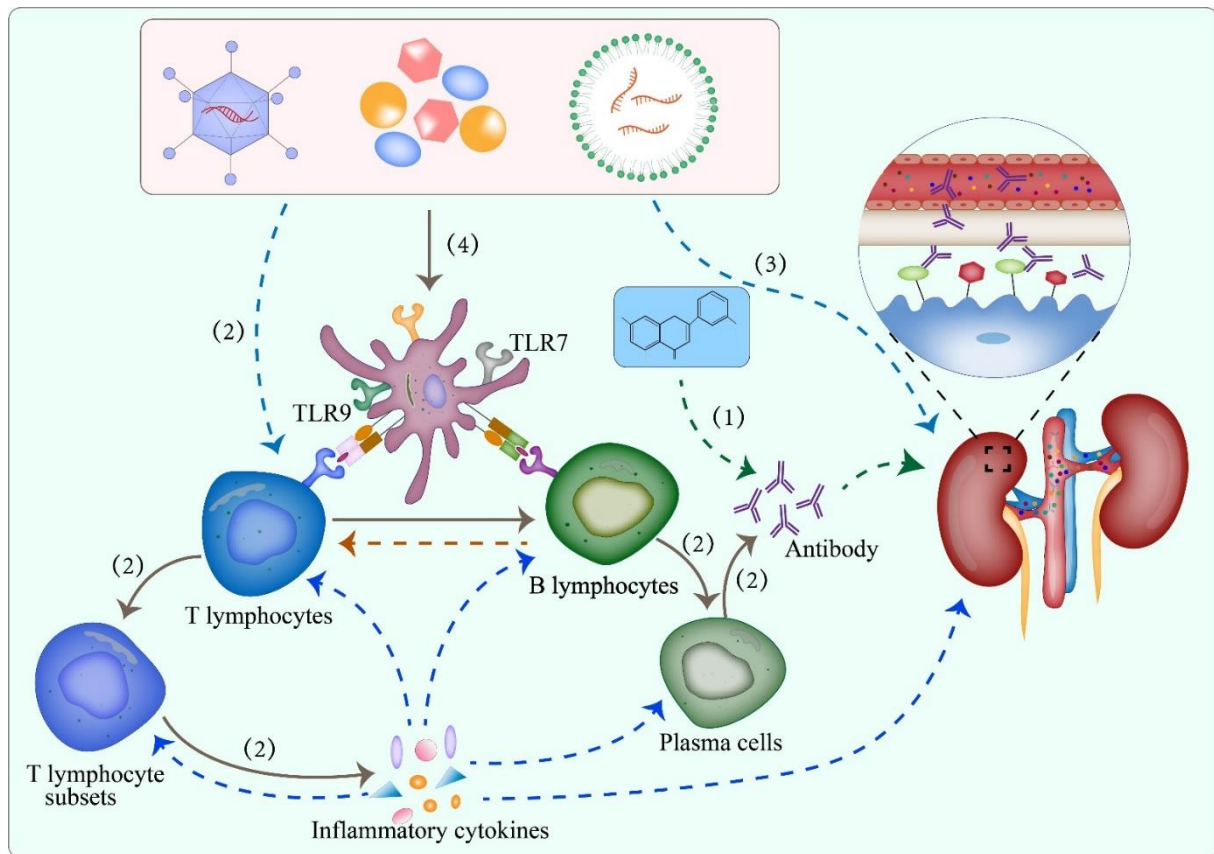 (4)
(3)
(2)
TLR7
TLR9
(1)
Antibody
(2)
(2)
B lymphocytes
(2)
T lymphocytes
(2)
Plasma cells
T lymphocyte
subsets
Inflammatory cytokines